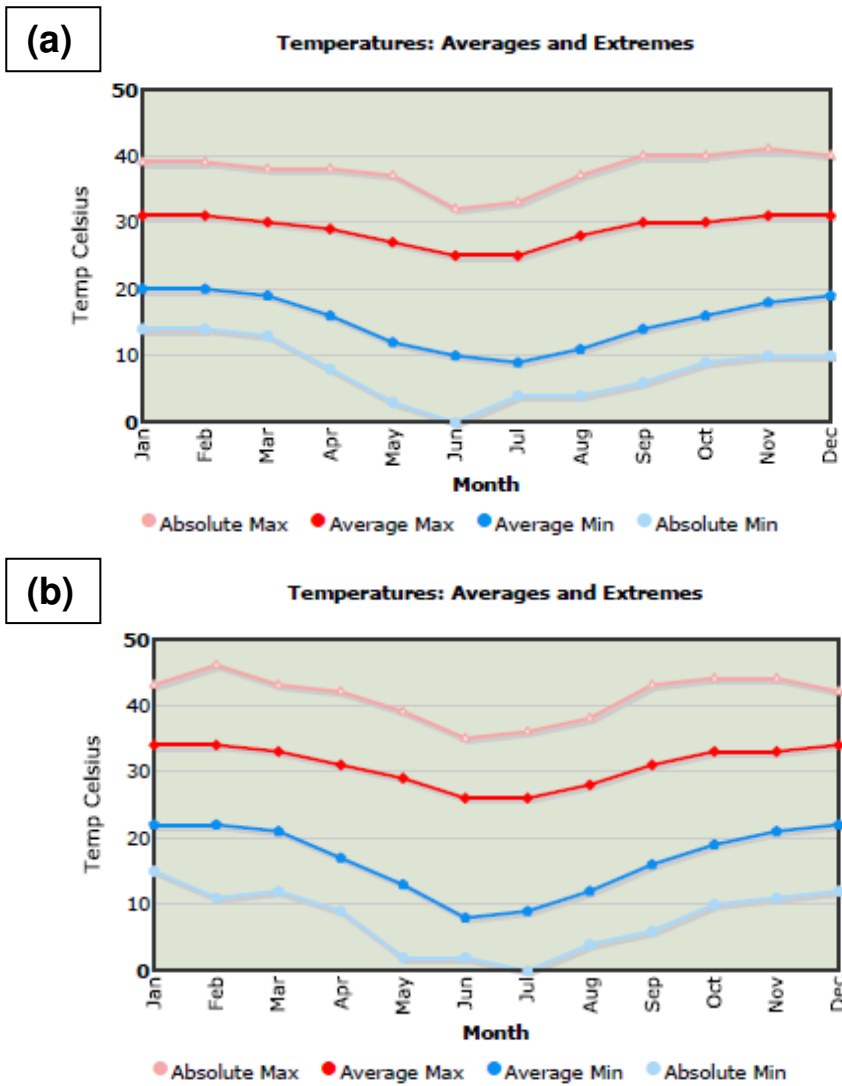 (a)
Temperatures: Averages and Extremes
50
40
30
20
10
0
Temp Celsius
Jan Feb Mar Apr May Jun Jul Aug Sep Oct Nov Dec
Month
Absolute Max Average Max Average Min Absolute Min
(b)
Temperatures: Averages and Extremes
50
40
30
20
10
0
Temp Celsius
Jan Feb Mar Apr May Jun Jul Aug Sep Oct Nov Dec
Month
Absolute Max Average Max Average Min Absolute Min